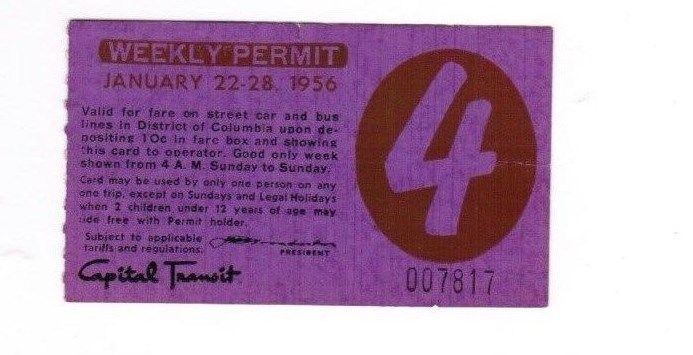 WEEKLY PERMIT
JANUARY 22-28, 1956
Valid for fare on street car and bus
lines in District of Columbia upon de-
positing 10c in fare box and showing
this card to operator. Good only week
shown from 4 A.M. Sunday to Sunday.
Card may be used by only one person on any
one trip, except on Sundays and Legal Holidays
when 2 children under 12 years of age may
ride free with Permit holder.
Subject to applicable
tariffs and regulations.
PRESIDENT
Capital Transit
4
007817